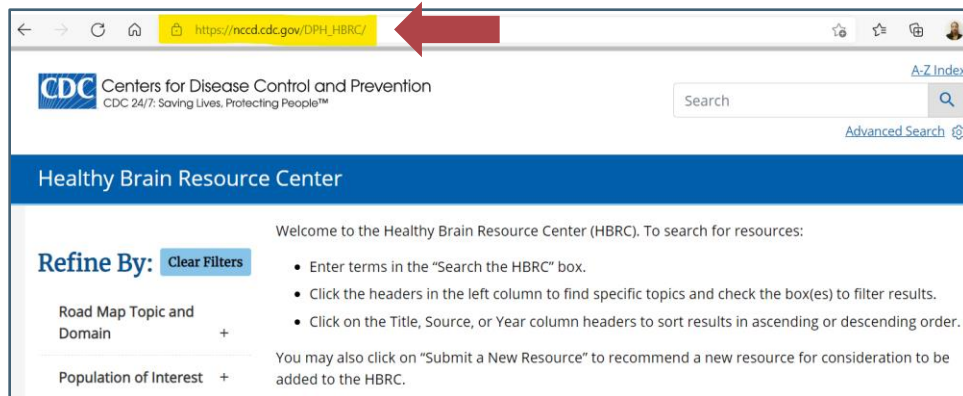 https://nccd.cdc.gov/DPH_HBRC/
A-Z Index
CDC Centers for Disease Control and Prevention
CDC 24/7: Saving Lives. Protecting People™
Search
Advanced Search
Healthy Brain Resource Center
Refine By: Clear Filters
Road Map Topic and
Domain +
Population of Interest +
Welcome to the Healthy Brain Resource Center (HBRC). To search for resources:
• Enter terms in the “Search the HBRC” box.
• Click the headers in the left column to find specific topics and check the box(es) to filter results.
• Click on the Title, Source, or Year column headers to sort results in ascending or descending order.
You may also click on “Submit a New Resource” to recommend a new resource for consideration to be
added to the HBRC.